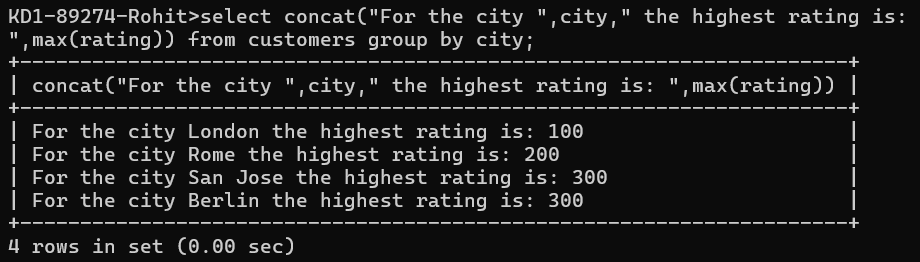 KD1-89274-Rohit>select concat("For the city ",city," the highest rating is:
",max(rating)) from customers group by city;
+----------------------------------------------------------------------+
| concat("For the city ",city," the highest rating is: ",max(rating)) |
+----------------------------------------------------------------------+
| For the city London the highest rating is: 100 |
| For the city Rome the highest rating is: 200 |
| For the city San Jose the highest rating is: 300 |
| For the city Berlin the highest rating is: 300 |
+----------------------------------------------------------------------+
4 rows in set (0.00 sec)